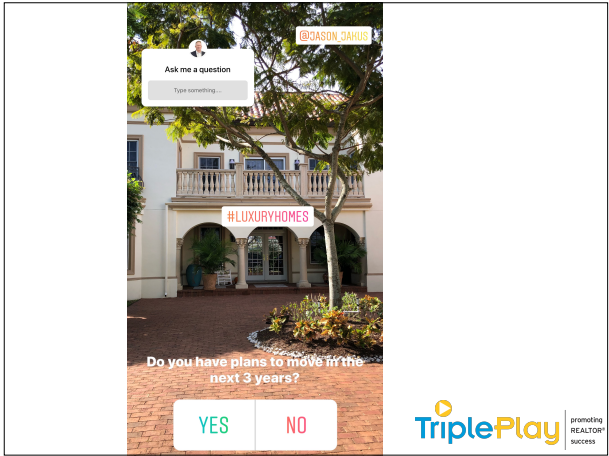 @JASON_JAHUS
Ask me a question
Type something...
#LUXURYHOMES
Do you have plans to move in the
next 3 years?
YES NO
TriplePlay
promoting
REALTOR®
success